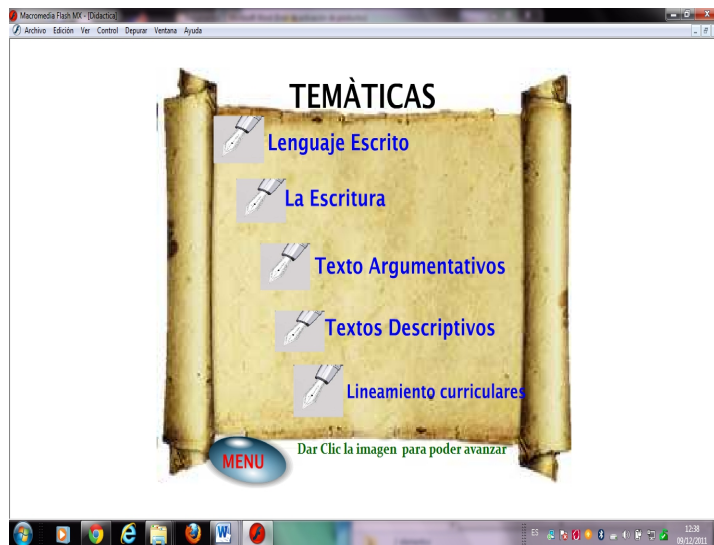 Macromedia Flash MX - [Didactica]
Archivo Edición Ver Control Depurar Ventana Ayuda
TEMÀTICAS
Lenguaje Escrito
La Escritura
Texto Argumentativos
Textos Descriptivos
Lineamiento curriculares
Dar Clic la imagen para poder avanzar
MENU
ES
12:38
09/12/2011